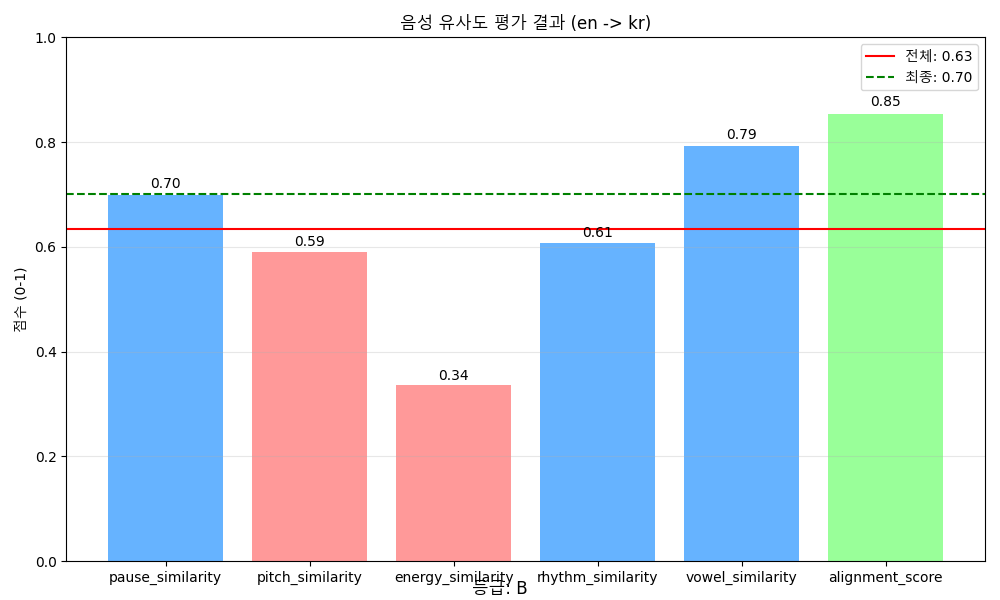 음성 유사도 평가 결과 (en -> kr)
전체: 0.63
최종: 0.70
점수 (0-1)
1.0
0.8
0.6
0.4
0.2
0.0
0.70
0.59
0.34
0.61
0.79
0.85
pause_similarity
pitch_similarity
energy_similarity
rhythm_similarity
vowel_similarity
alignment_score
등급: B